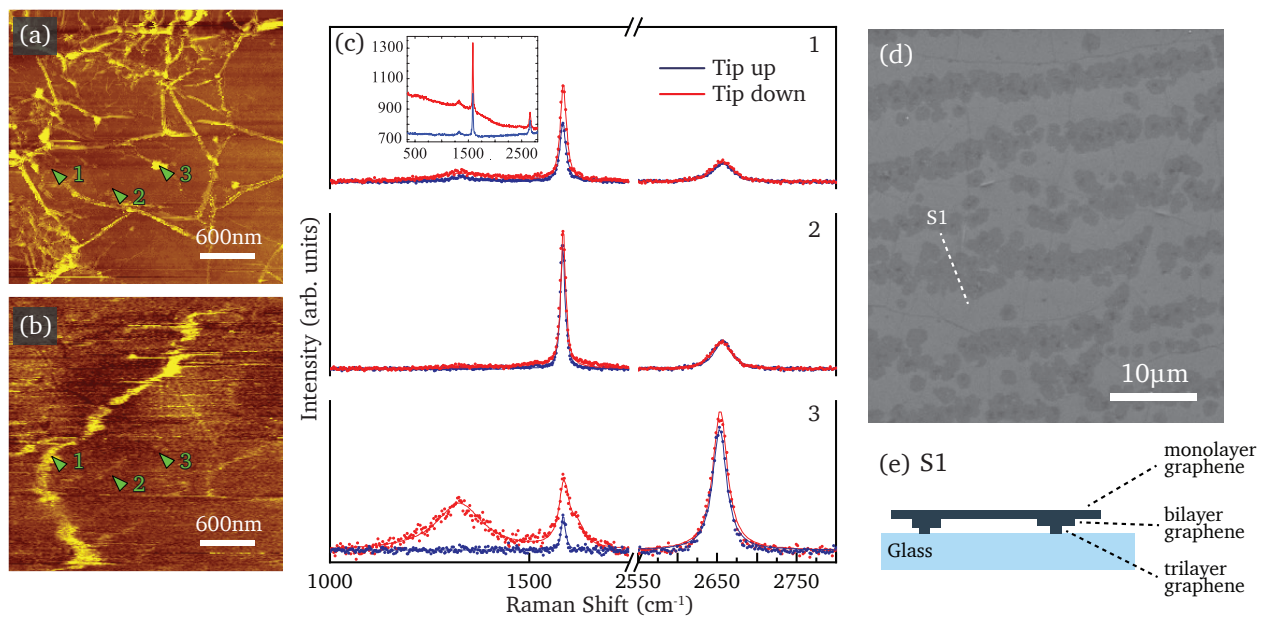 (a)
1
2
3
600nm
(b)
1
2
3
600nm
(c)
1300
1100
900
700
500
1500
2500
1
Tip up
Tip down
2
3
Intensity (arb. units)
1000
1500
2550
2650
2750
Raman Shift (cm-1)
(d)
S1
10µm
(e) S1
monolayer
graphene
bilayer
graphene
trilayer
graphene
Glass